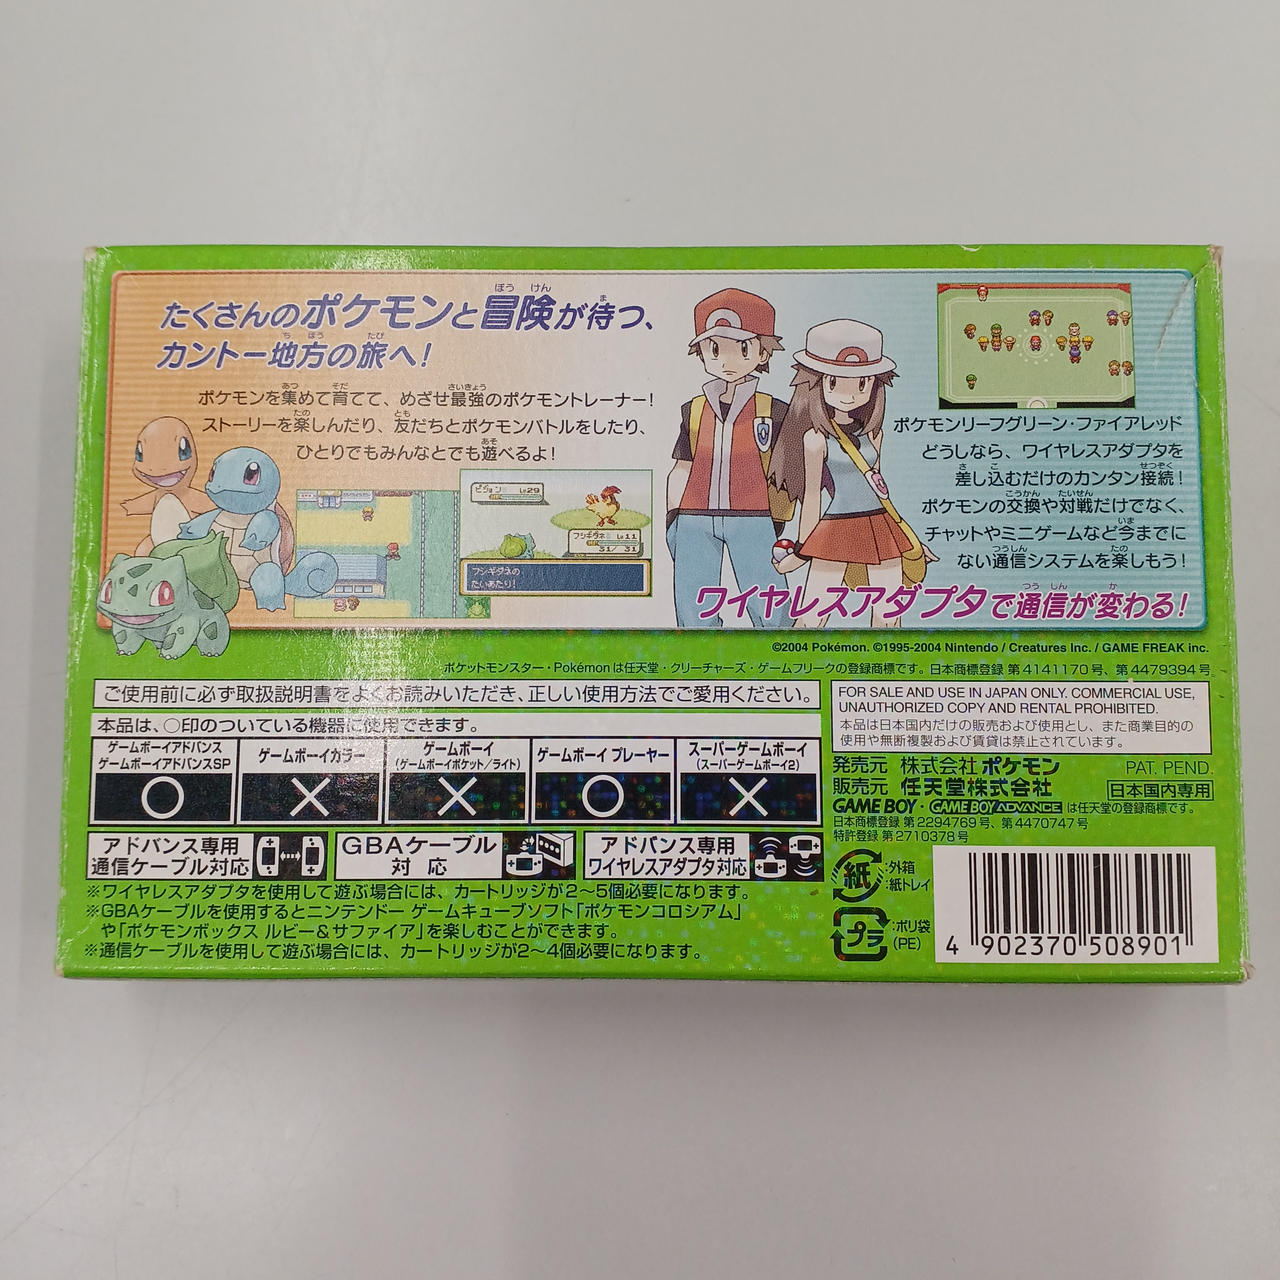 たくさんのポケモンと冒険が待つ、
カントー地方の旅へ!
ポケモンを集めて育てて、めざせ最強のポケモントレーナー!
ストーリーを楽しんだり、友だちとポケモンバトルをしたり、
ひとりでもみんなとでも遊べるよ!
ピジョン Lv29
フシギダネ Lv11
31/ 31
フシギダネの
たいあたり!
ポケモンリーフグリーン・ファイアレッド
どうしなら、ワイヤレスアダプタを
差し込むだけのカンタン接続!
ポケモンの交換や対戦だけでなく、
チャットやミニゲームなど今までに
ない通信システムを楽しもう!
ワイヤレスアダプタで通信が変わる!
©2004 Pokémon. ©1995-2004 Nintendo / Creatures Inc. / GAME FREAK inc.
ポケットモンスター・Pokémonは任天堂・クリーチャーズ・ゲームフリークの登録商標です。日本商標登録 第4141170号、第4479394号
ご使用前に必ず取扱説明書をよくお読みいただき、正しい使用方法でご愛用ください。
本品は、○印のついている機器に使用できます。
ゲームボーイアドバンス
ゲームボーイアドバンスSP
ゲームボーイカラー
ゲームボーイ
(ゲームボーイポケット/ライト)
ゲームボーイ プレーヤー
スーパーゲームボーイ
(スーパーゲームボーイ2)
○ × × ○ ×
アドバンス専用
通信ケーブル対応
GBAケーブル
対 応
アドバンス専用
ワイヤレスアダプタ対応
※ワイヤレスアダプタを使用して遊ぶ場合には、カートリッジが2〜5個必要になります。
※GBAケーブルを使用するとニンテンドー ゲームキューブソフト「ポケモンコロシアム」
や「ポケモンボックス ルビー&サファイア」を楽しむことができます。
※通信ケーブルを使用して遊ぶ場合には、カートリッジが2〜4個必要になります。
FOR SALE AND USE IN JAPAN ONLY. COMMERCIAL USE,
UNAUTHORIZED COPY AND RENTAL PROHIBITED.
本品は日本国内だけの販売および使用とし、また商業目的の
使用や無断複製および賃貸は禁止されています。
発売元 株式会社ポケモン PAT. PEND.
販売元 任天堂株式会社 日本国内専用
GAME BOY・GAME BOY ADVANCE は任天堂の登録商標です。
日本商標登録 第2294769号、第4470747号
特許登録 第2710378号
紙 :外箱
:紙トレイ
プラ :ポリ袋
(PE)
4 902370 508901